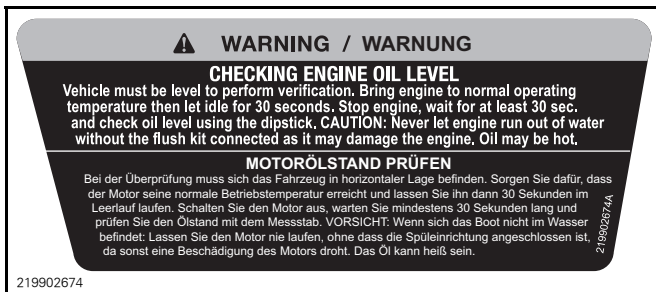 WARNING / WARNUNG
CHECKING ENGINE OIL LEVEL
Vehicle must be level to perform verification. Bring engine to normal operating
temperature then let idle for 30 seconds. Stop engine, wait for at least 30 sec.
and check oil level using the dipstick. CAUTION: Never let engine run out of water
without the flush kit connected as it may damage the engine. Oil may be hot.
MOTORÖLSTAND PRÜFEN
Bei der Überprüfung muss sich das Fahrzeug in horizontaler Lage befinden. Sorgen Sie dafür, dass
der Motor seine normale Betriebstemperatur erreicht und lassen Sie ihn dann 30 Sekunden im
Leerlauf laufen. Schalten Sie den Motor aus, warten Sie mindestens 30 Sekunden lang und
prüfen Sie den Ölstand mit dem Messstab. VORSICHT: Wenn sich das Boot nicht im Wasser
befindet: Lassen Sie den Motor nie laufen, ohne dass die Spüleinrichtung angeschlossen ist,
da sonst eine Beschädigung des Motors droht. Das Öl kann heiß sein.
219902674A
219902674